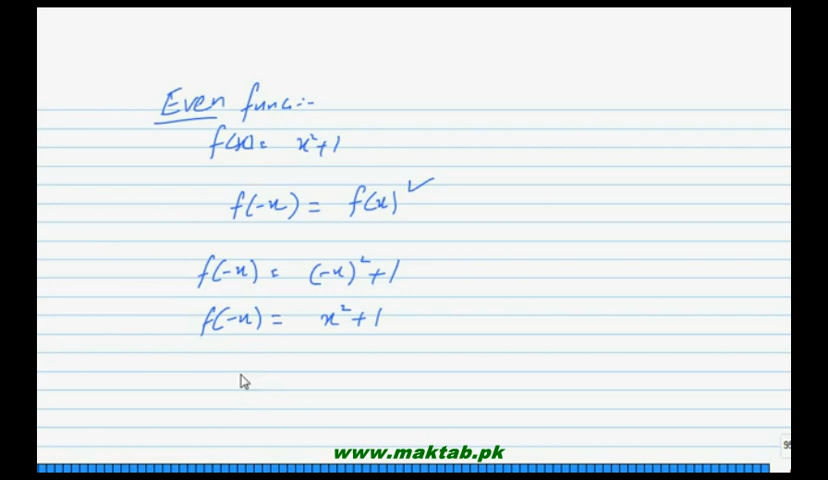 Even func:-
f(x) = x²+1
f(-x) = f(x) ✓
f(-x) = (-x)²+1
f(-x) = x²+1
www.maktab.pk